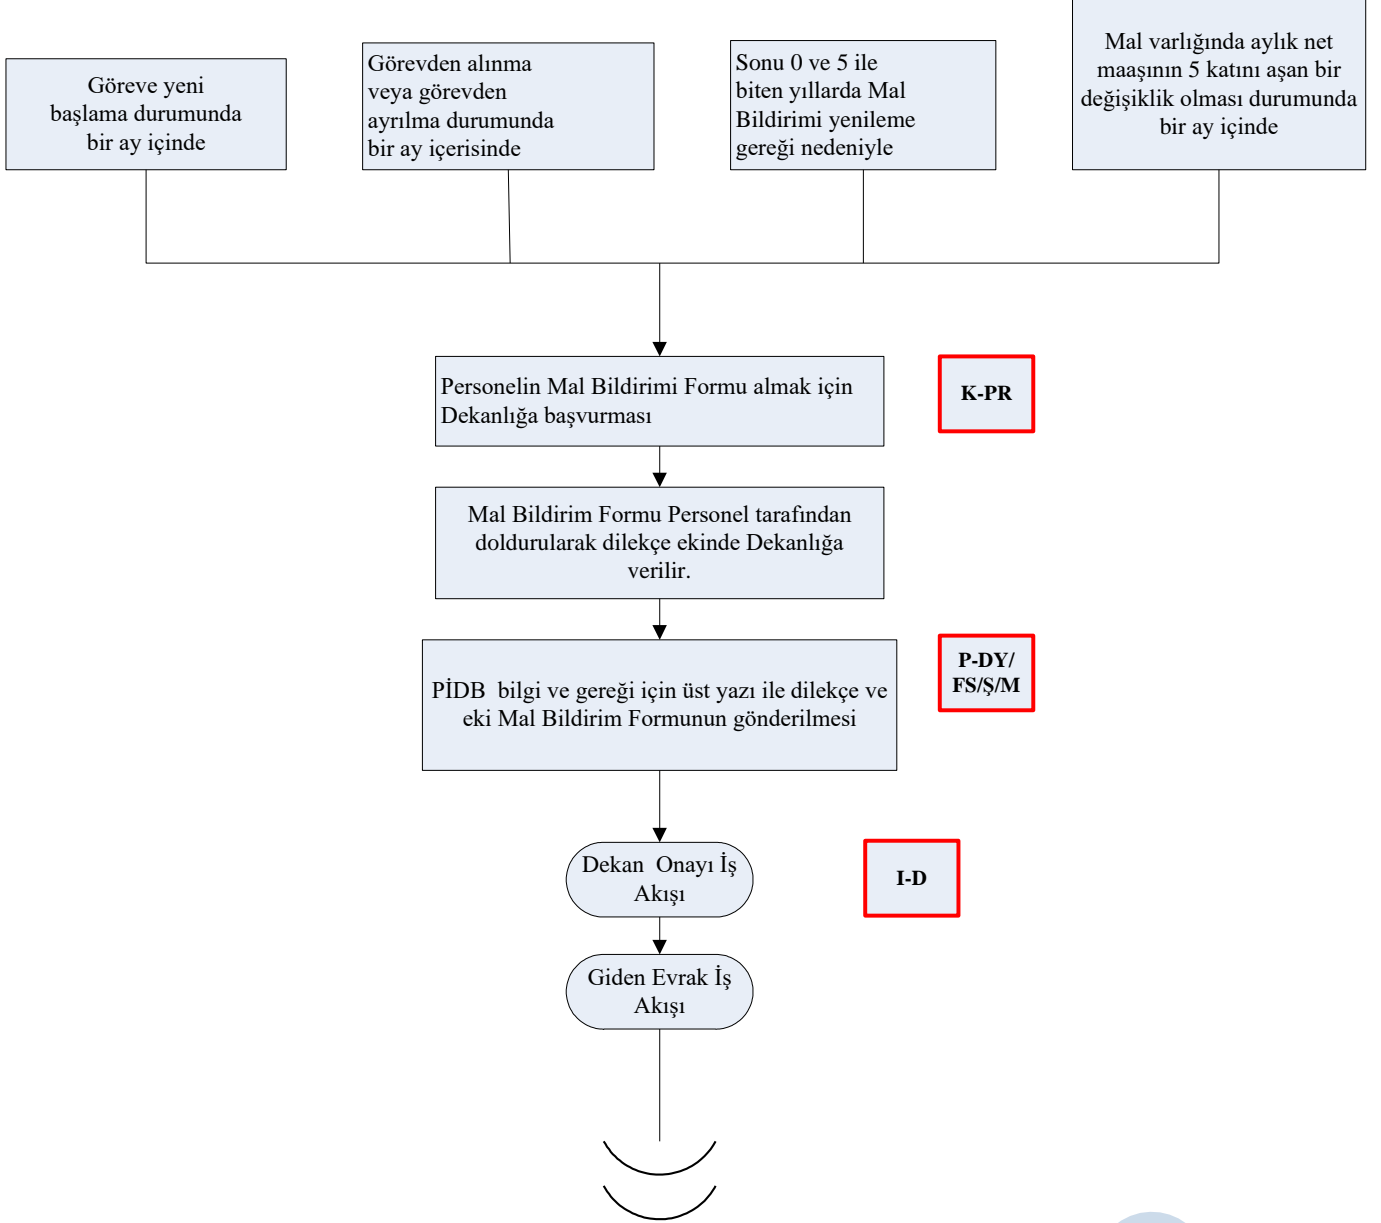 Göreve yeni
başlama durumunda
bir ay içinde
Görevden alınma
veya görevden
ayrılma durumunda
bir ay içerisinde
Sonu 0 ve 5 ile
biten yıllarda Mal
Bildirimi yenileme
gereği nedeniyle
Mal varlığında aylık net
maaşının 5 katını aşan bir
değişiklik olması durumunda
bir ay içinde
Personelin Mal Bildirimi Formu almak için
Dekanlığa başvurması
K-PR
Mal Bildirim Formu Personel tarafından
doldurularak dilekçe ekinde Dekanlığa
verilir.
PİDB  bilgi ve gereği için üst yazı ile dilekçe ve
eki Mal Bildirim Formunun gönderilmesi
P-DY/
FS/Ş/M
Dekan  Onayı İş
Akışı
I-D
Giden Evrak İş
Akışı